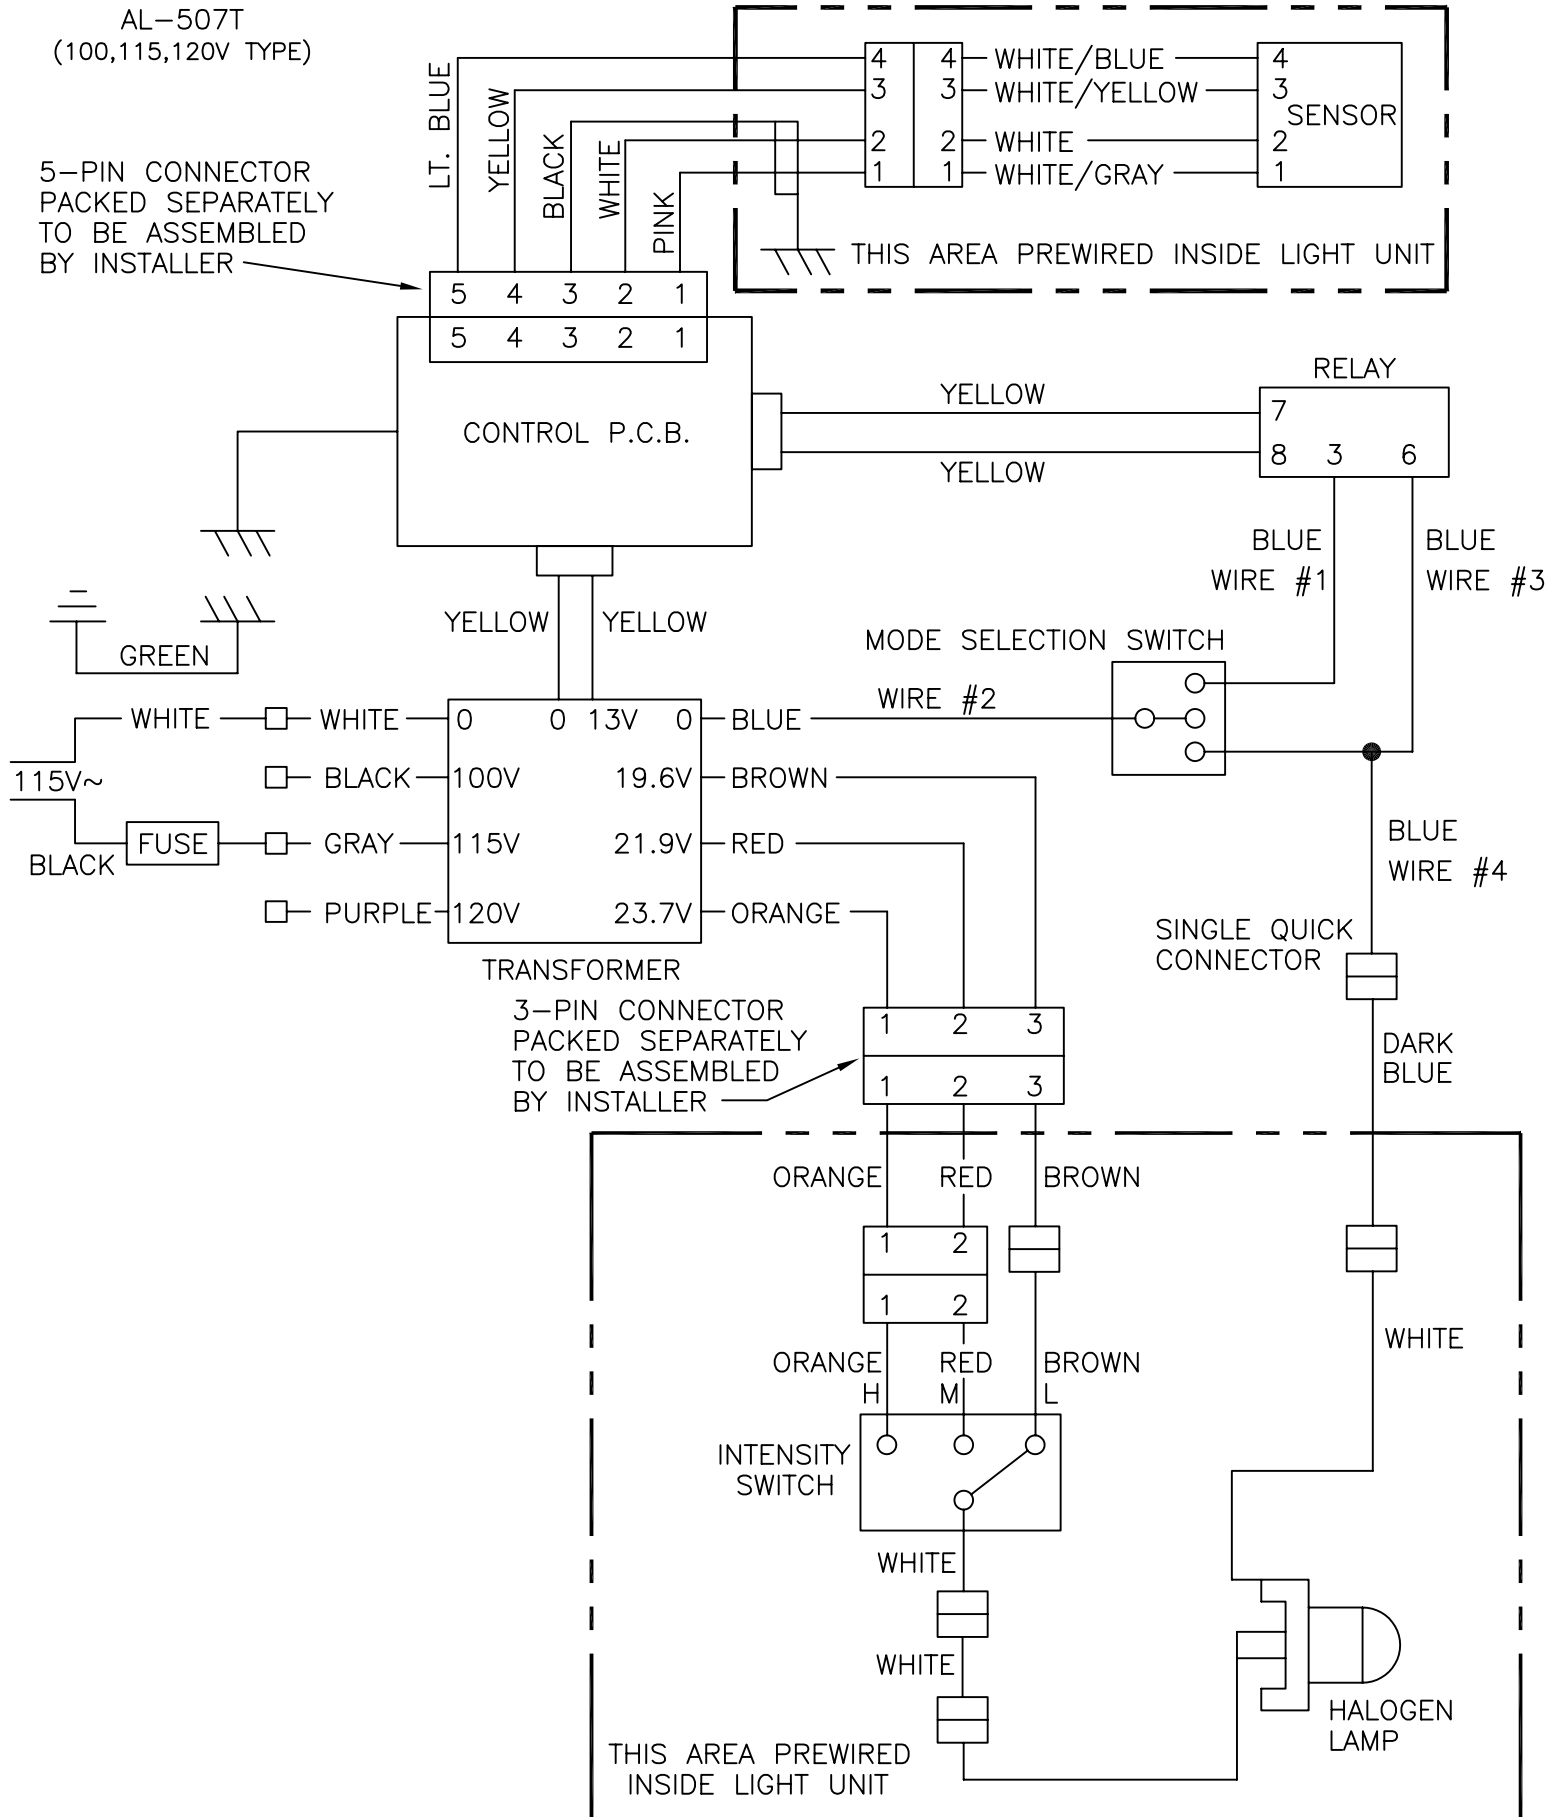 AL-507T
(100,115,120V TYPE)
5-PIN CONNECTOR
PACKED SEPARATELY
TO BE ASSEMBLED
BY INSTALLER
LT. BLUE
YELLOW
BLACK
WHITE
PINK
4 4 WHITE/BLUE 4
3 3 WHITE/YELLOW 3
SENSOR
2 2 WHITE 2
1 1 WHITE/GRAY 1
THIS AREA PREWIRED INSIDE LIGHT UNIT
5 4 3 2 1
5 4 3 2 1
CONTROL P.C.B.
YELLOW
YELLOW
RELAY
7
8 3 6
BLUE
WIRE #1
BLUE
WIRE #3
YELLOW YELLOW
GREEN
MODE SELECTION SWITCH
WIRE #2
WHITE WHITE 0 0 13V 0 BLUE
115V~
BLACK 100V 19.6V BROWN
BLACK
FUSE GRAY 115V 21.9V RED
PURPLE 120V 23.7V ORANGE
TRANSFORMER
BLUE
WIRE #4
SINGLE QUICK
CONNECTOR
3-PIN CONNECTOR
PACKED SEPARATELY
TO BE ASSEMBLED
BY INSTALLER
1 2 3
1 2 3
DARK
BLUE
ORANGE RED BROWN
1 2
1 2
ORANGE RED BROWN
H M L
WHITE
INTENSITY
SWITCH
WHITE
WHITE
HALOGEN
LAMP
THIS AREA PREWIRED
INSIDE LIGHT UNIT